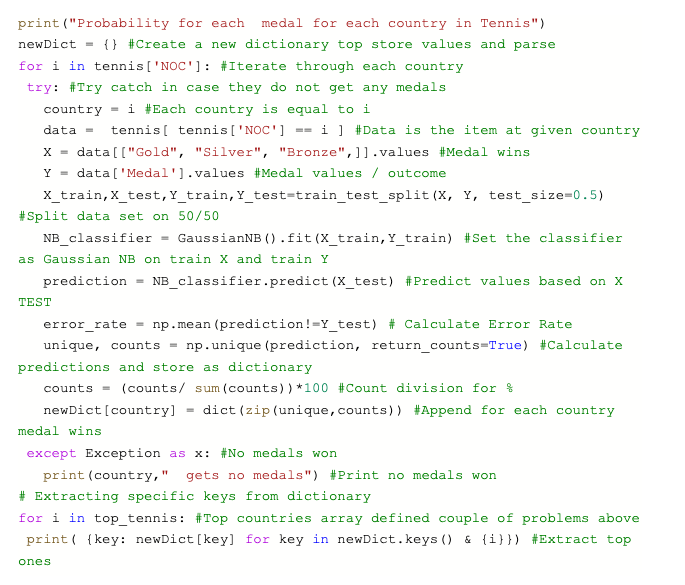 print("Probability for each  medal for each country in Tennis")
newDict = {} #Create a new dictionary top store values and parse
for i in tennis['NOC']: #Iterate through each country
 try: #Try catch in case they do not get any medals
   country = i #Each country is equal to i
   data =  tennis[ tennis['NOC'] == i ] #Data is the item at given country
   X = data[["Gold", "Silver", "Bronze",]].values #Medal wins
   Y = data['Medal'].values #Medal values / outcome
   X_train,X_test,Y_train,Y_test=train_test_split(X, Y, test_size=0.5)
#Split data set on 50/50
   NB_classifier = GaussianNB().fit(X_train,Y_train) #Set the classifier
as Gaussian NB on train X and train Y
   prediction = NB_classifier.predict(X_test) #Predict values based on X
TEST
   error_rate = np.mean(prediction!=Y_test) # Calculate Error Rate
   unique, counts = np.unique(prediction, return_counts=True) #Calculate
predictions and store as dictionary
   counts = (counts/ sum(counts))*100 #Count division for %
   newDict[country] = dict(zip(unique,counts)) #Append for each country
medal wins
 except Exception as x: #No medals won
   print(country,"  gets no medals") #Print no medals won
# Extracting specific keys from dictionary
for i in top_tennis: #Top countries array defined couple of problems above
 print( {key: newDict[key] for key in newDict.keys() & {i}}) #Extract top
ones